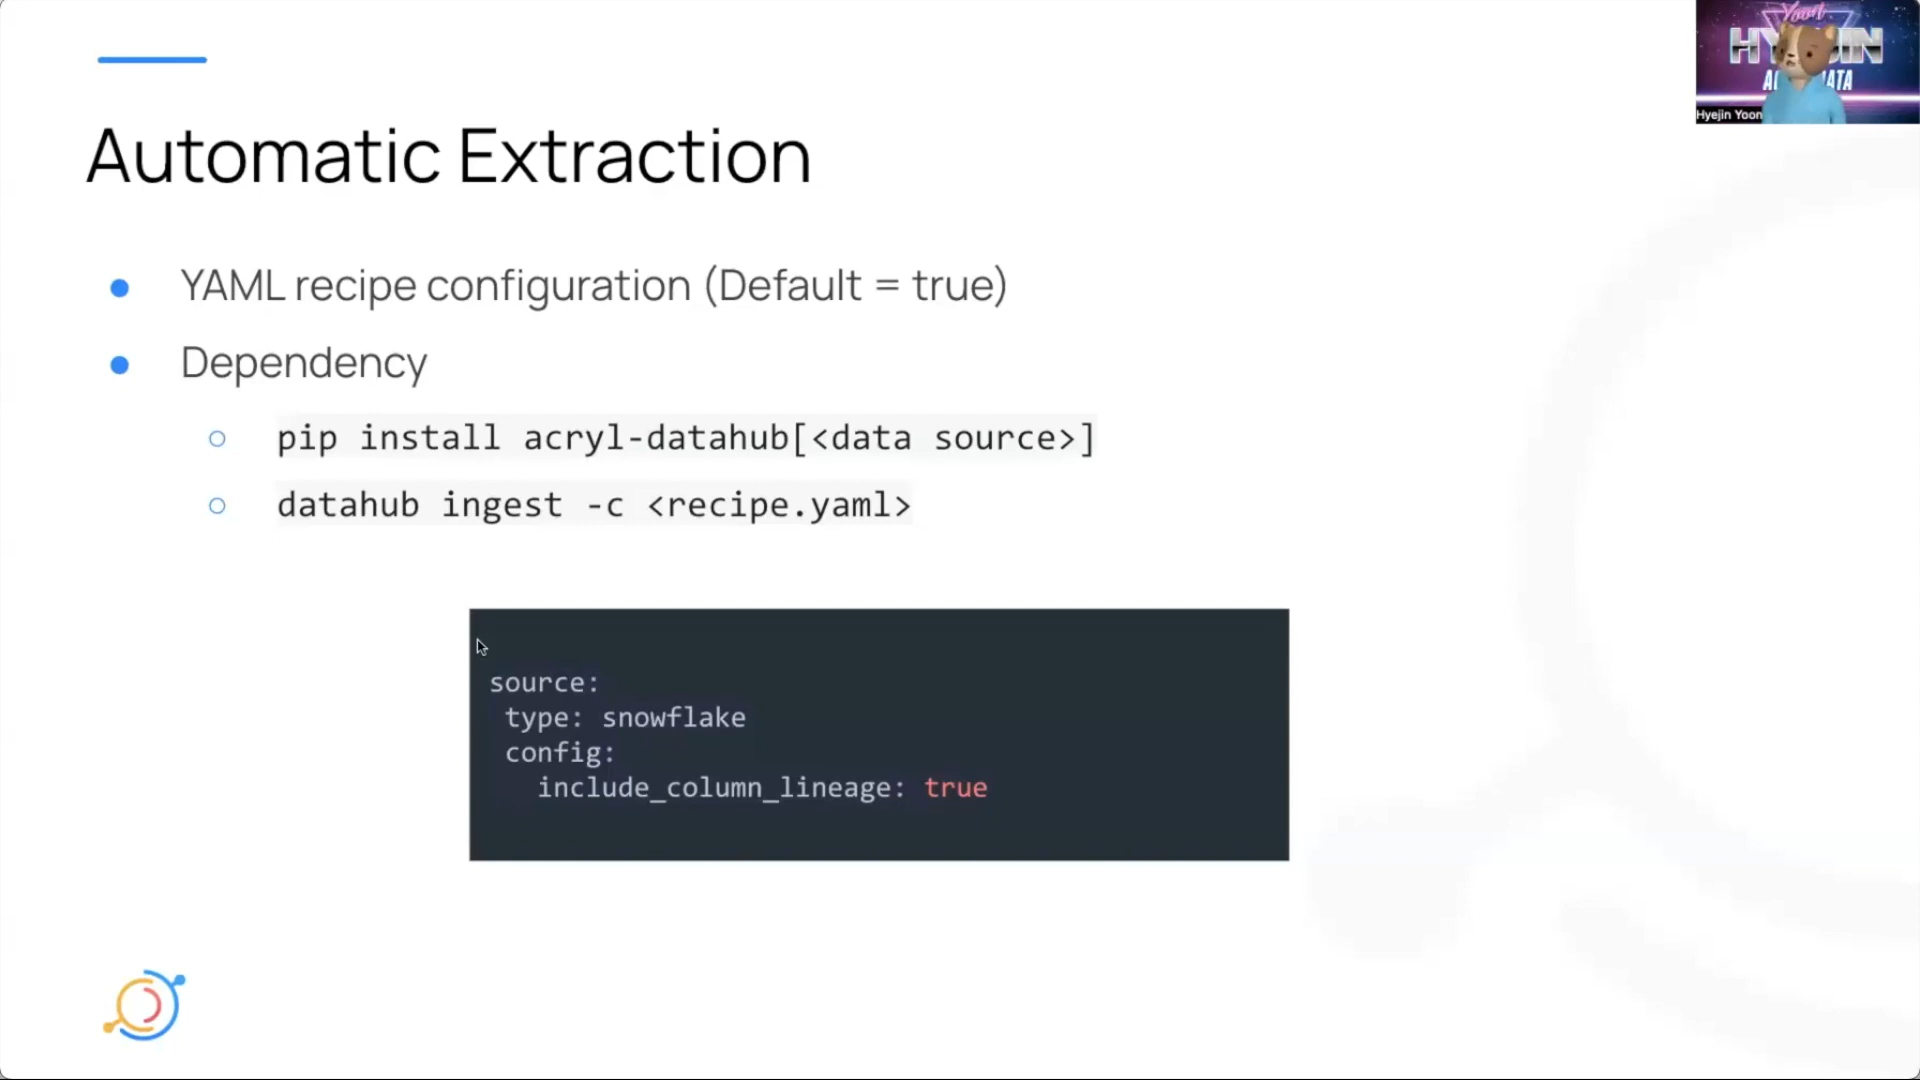 Automatic Extraction
YAML recipe configuration (Default = true)
Dependency
pip install acryl-datahub[<data source>]
datahub ingest -c <recipe.yaml>
source:
type: snowflake
config:
include_column_lineage: true
Yoon
Hyejin Yoon